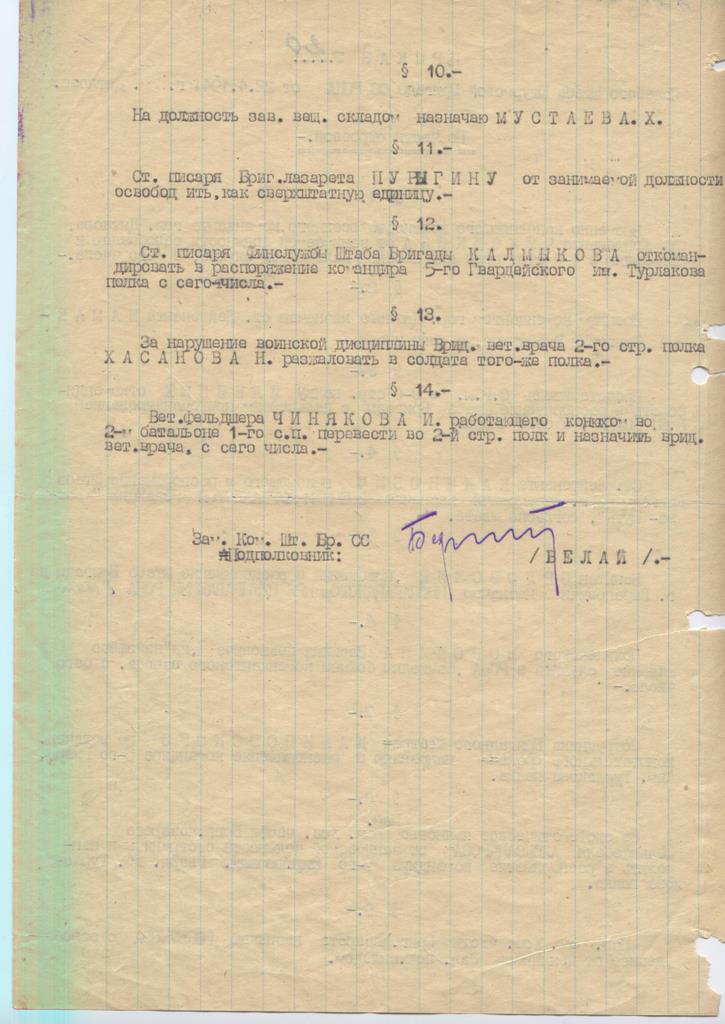 § 10.-
На должность зав. вещ. складом назначаю М У С Т А Е В А. Х.
§ 11.-
Ст. писаря Бриг.лазарета П У Р Ы Г И Н У от занимаемой должности
освобод ить,как сверхштатную единицу.-
§ 12.
Ст. писаря Финслужбы Штаба Бригады К А Л М Ы К О В А откоман-
дировать в распоряжение командира 5-го Гвардейского им. Турлакова
полка с сего-числа.-
§ 13.
За нарушение воинской дисциплины Врид. вет.врача 2-го стр. полка
Х А С А Н О В А Н. разжаловать в солдата того-же полка.-
§ 14.-
Вет.фельдшера Ч И Н Я К О В А И. работающего конюхом во
2-м батальоне 1-го с.п. перевести во 2-й стр. полк и назначить врид.
вет.врача, с сего числа.-
Зам. Ком. Шт. Бр. СС
Подполковник: / Б Е Л А Й /.-